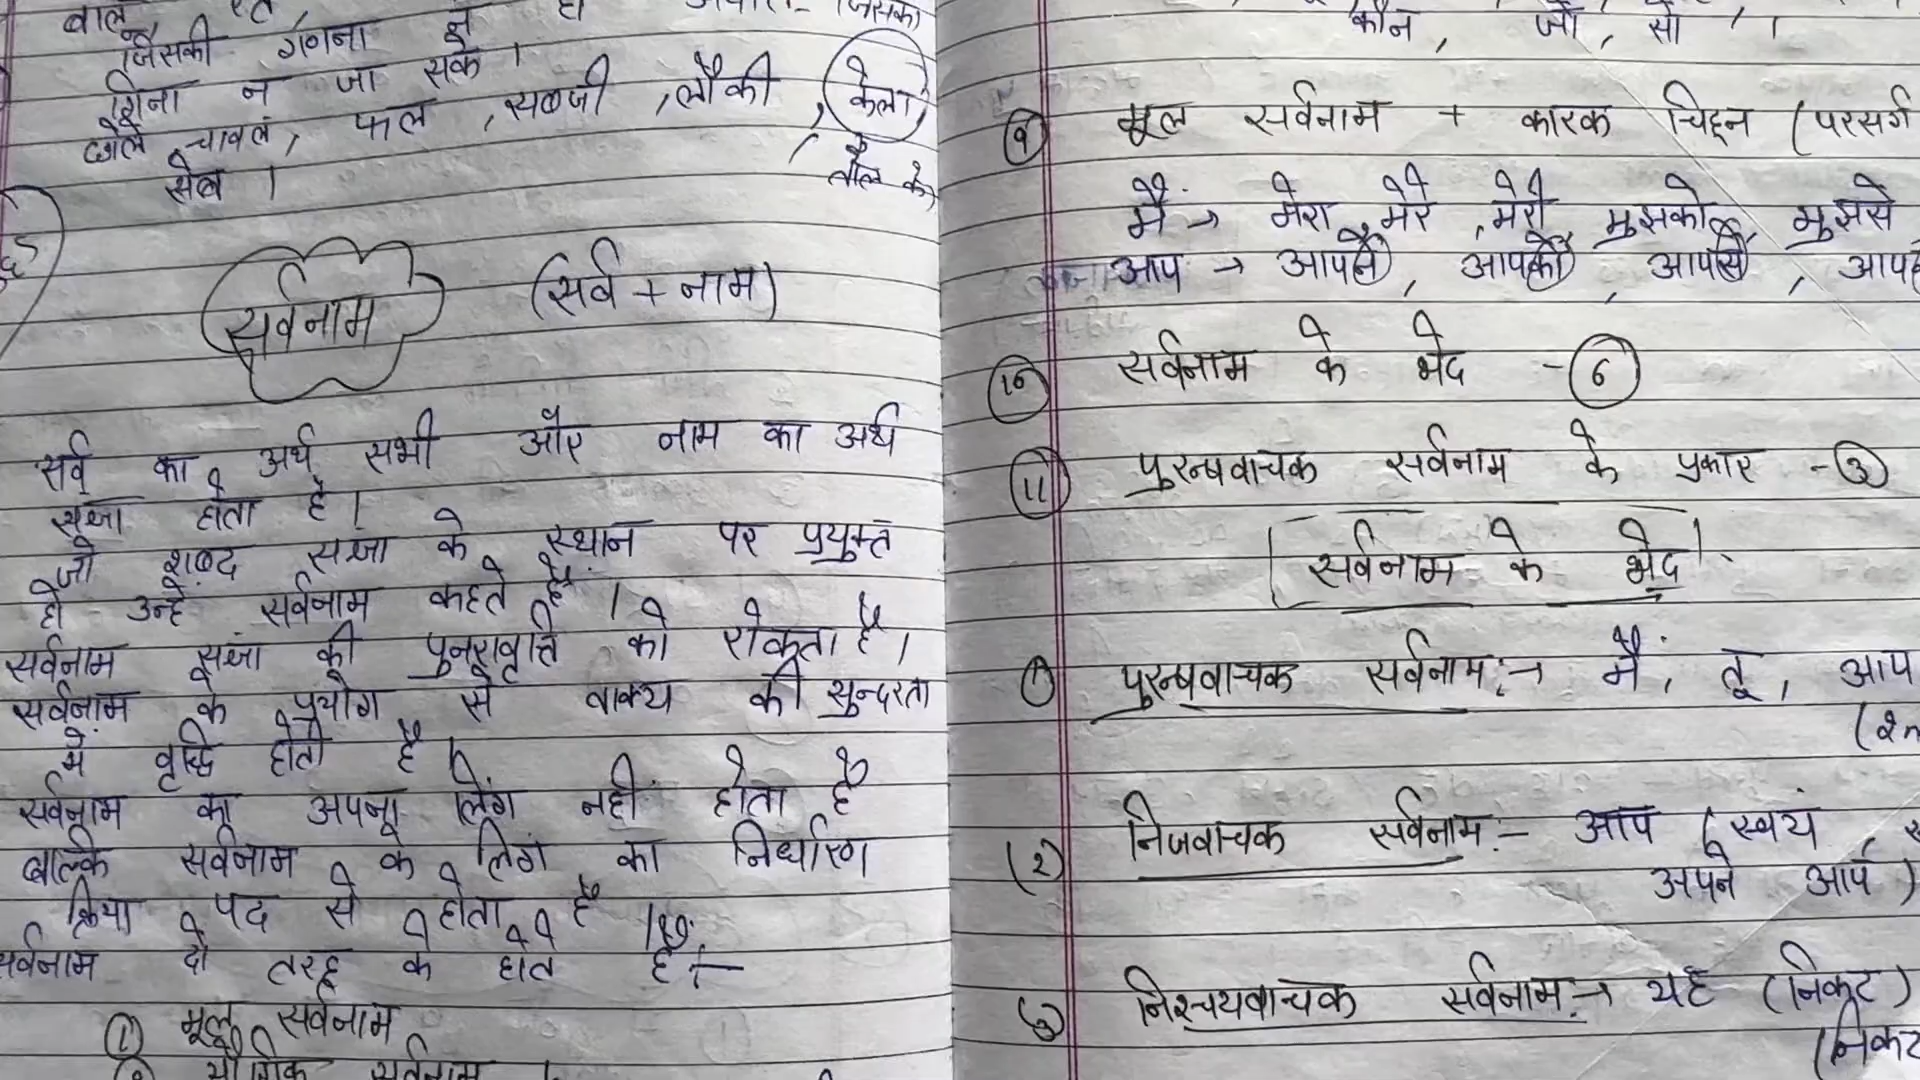 जिसकी गणना न
गिना न जा सके ।
चावल, फल, सब्जी, लौकी, केला,
सेब ।
तौल के
सर्वनाम (सर्व + नाम)
सर्व का अर्थ सभी और नाम का अर्थ
संज्ञा होता है ।
जो शब्द संज्ञा के स्थान पर प्रयुक्त
हो उन्हे सर्वनाम कहते हैं ।
सर्वनाम संज्ञा की पुनरावृत्ति को रोकता है ।
सर्वनाम के प्रयोग से वाक्य की सुन्दरता
में वृद्धि होती है ।
सर्वनाम का अपना लिंग नहीं होता है
बल्कि सर्वनाम के लिंग का निर्धारण
क्रिया पद से होता है ।
सर्वनाम दो तरह के होते हैं :-
① मूल सर्वनाम
② यौगिक सर्वनाम ।
कौन, जो, सो
⑨ मूल सर्वनाम + कारक चिह्न (परसर्ग
मैं → मेरा, मेरे, मेरी मुझको, मुझसे
आप → आपने, आपको, आपसे,
⑩ सर्वनाम के भेद - ⑥
⑪ पुरुषवाचक सर्वनाम के प्रकार - ③
सर्वनाम के भेद
① पुरुषवाचक सर्वनाम :→ मैं, तू, आप
(2) निजवाचक सर्वनाम :- आप (स्वयं
अपने आप)
③ निश्चयवाचक सर्वनाम :→ यह (निकट)
(निकट